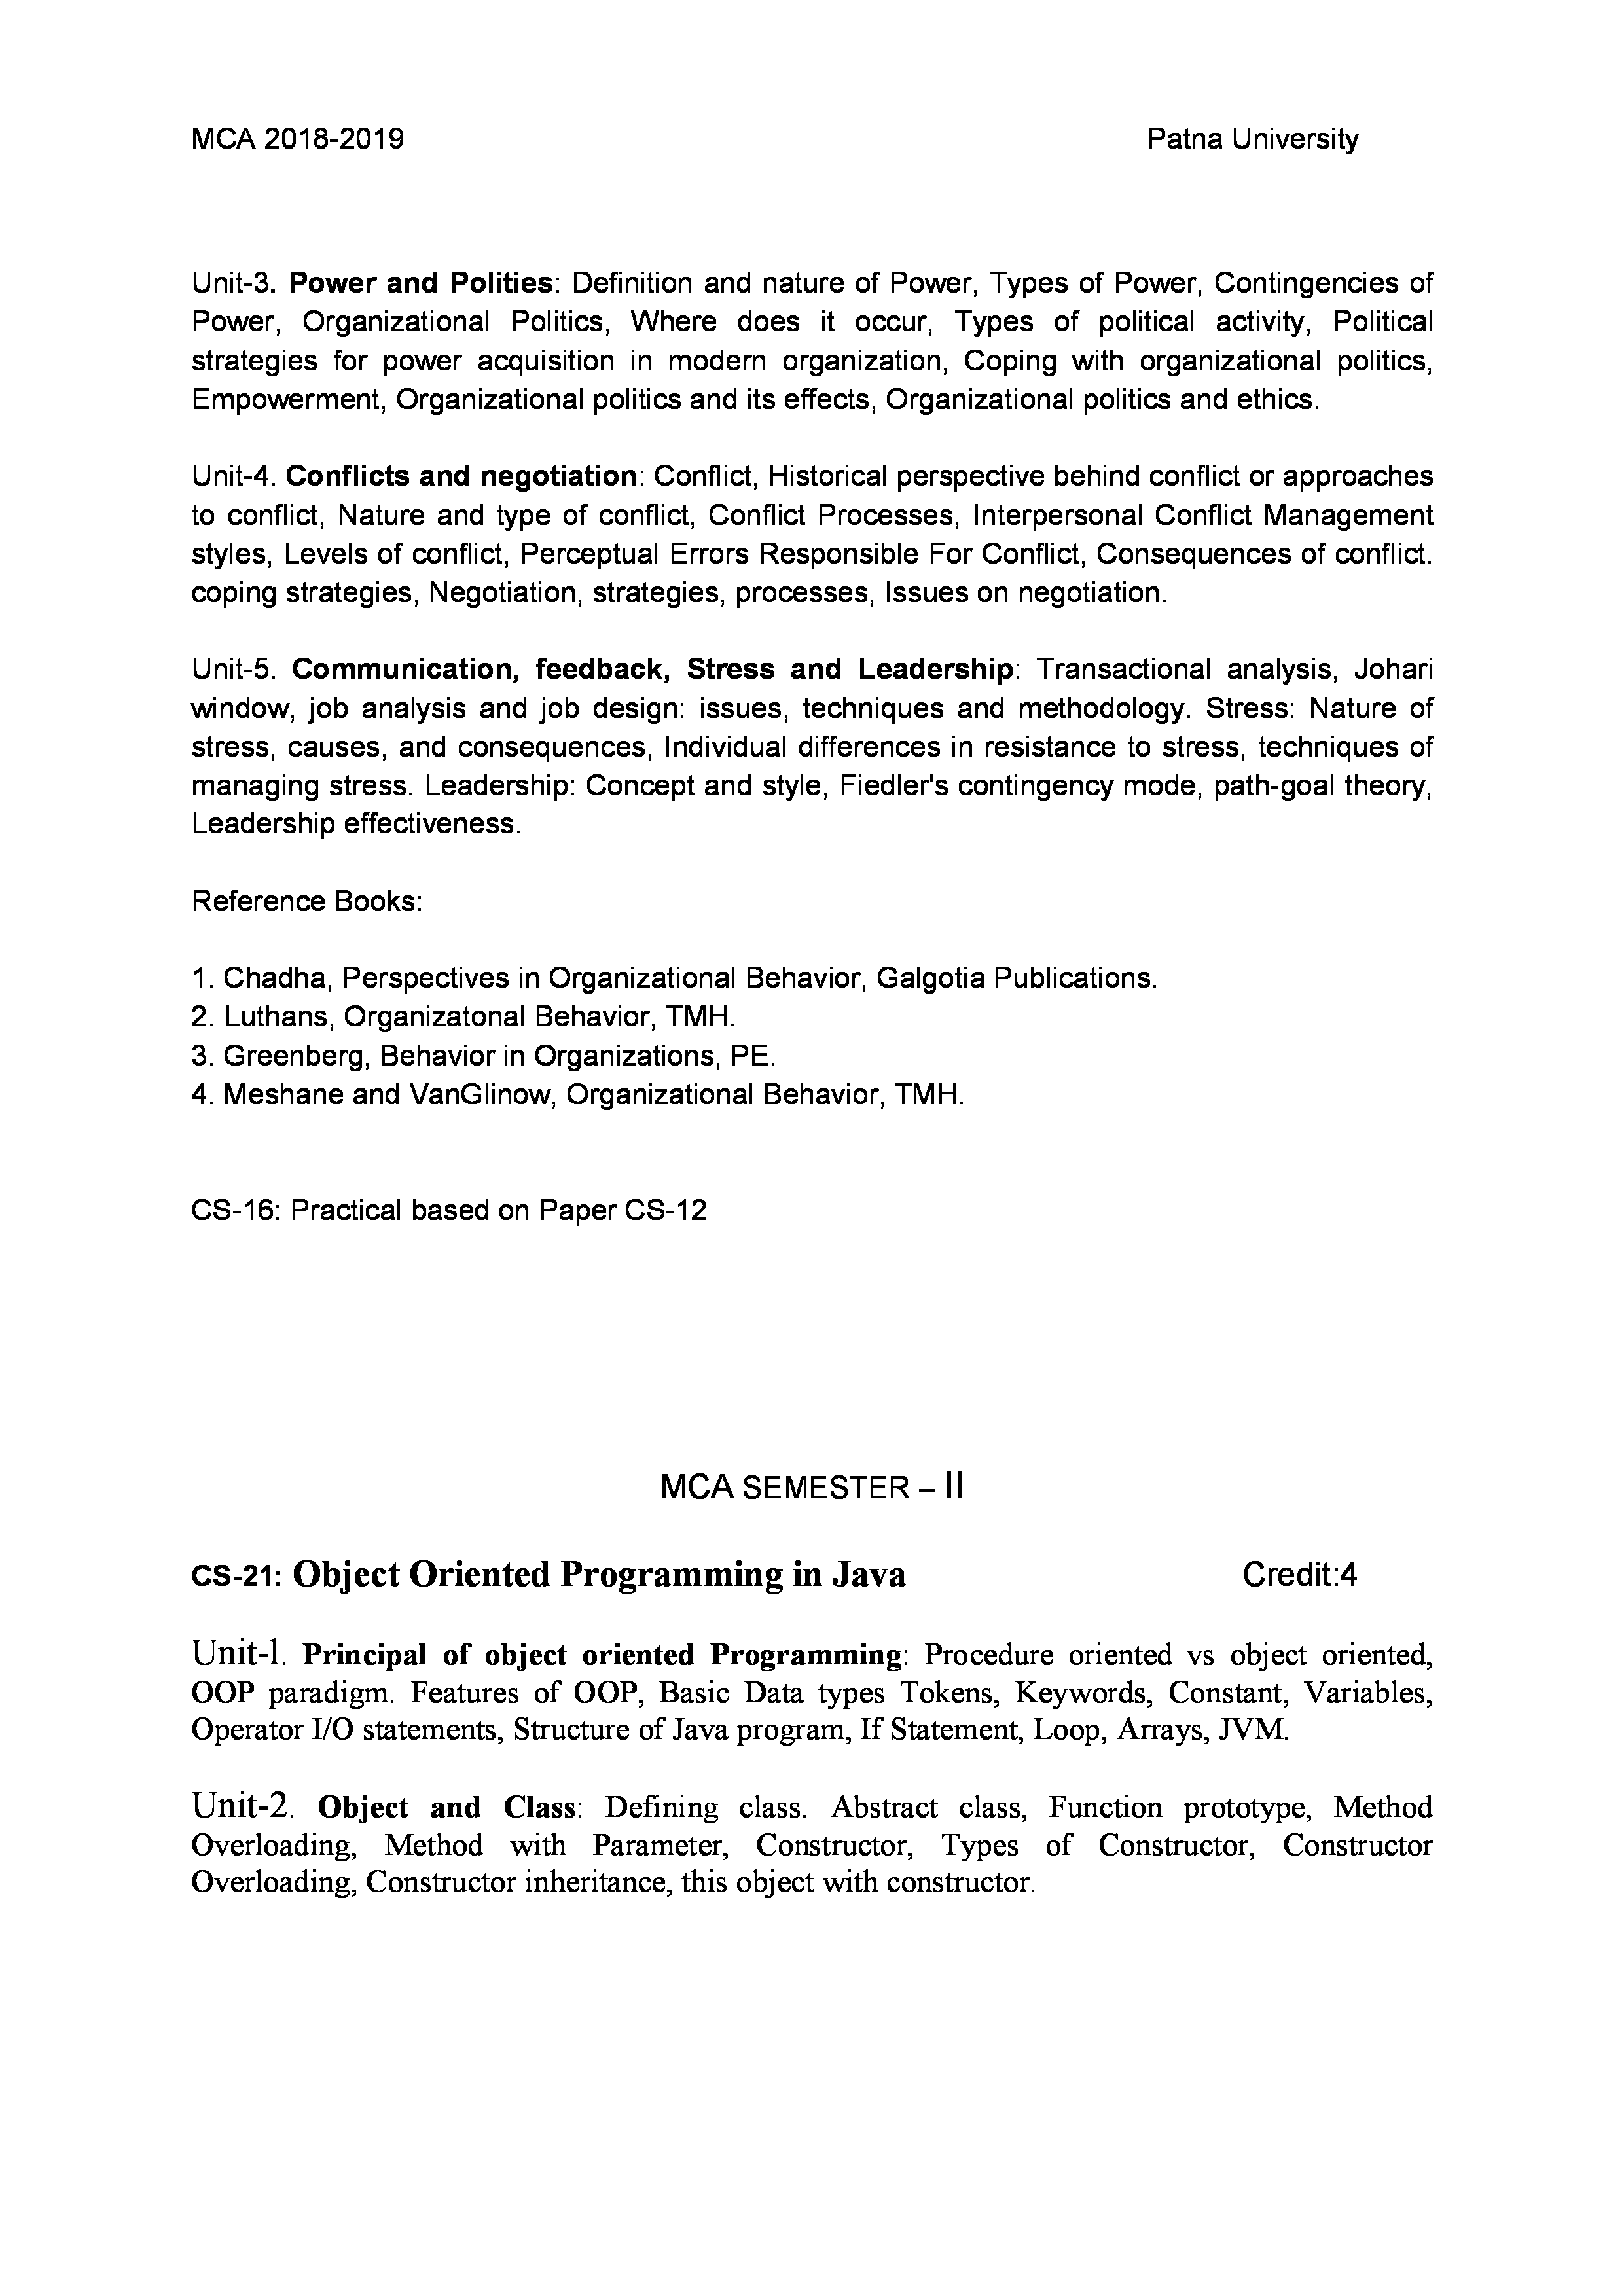 MCA 2018-2019 Patna University
Unit-3. Power and Polities: Definition and nature of Power, Types of Power, Contingencies of
Power, Organizational Politics, Where does it occur, Types of political activity, Political
strategies for power acquisition in modern organization, Coping with organizational politics,
Empowerment, Organizational politics and its effects, Organizational politics and ethics.
Unit-4. Conflicts and negotiation: Conflict, Historical perspective behind conflict or approaches
to conflict, Nature and type of conflict, Conflict Processes, Interpersonal Conflict Management
styles, Levels of conflict, Perceptual Errors Responsible For Conflict, Consequences of conflict.
coping strategies, Negotiation, strategies, processes, Issues on negotiation.
Unit-5. Communication, feedback, Stress and Leadership: Transactional analysis, Johari
window, job analysis and job design: issues, techniques and methodology. Stress: Nature of
stress, causes, and consequences, Individual differences in resistance to stress, techniques of
managing stress. Leadership: Concept and style, Fiedler's contingency mode, path-goal theory,
Leadership effectiveness.
Reference Books:
1. Chadha, Perspectives in Organizational Behavior, Galgotia Publications.
2. Luthans, Organizatonal Behavior, TMH.
3. Greenberg, Behavior in Organizations, PE.
4. Meshane and VanGlinow, Organizational Behavior, TMH.
CS-16: Practical based on Paper CS-12
MCA SEMESTER – II
CS-21: Object Oriented Programming in Java Credit:4
Unit-l. Principal of object oriented Programming: Procedure oriented vs object oriented,
OOP paradigm. Features of OOP, Basic Data types Tokens, Keywords, Constant, Variables,
Operator I/O statements, Structure of Java program, If Statement, Loop, Arrays, JVM.
Unit-2. Object and Class: Defining class. Abstract class, Function prototype, Method
Overloading, Method with Parameter, Constructor, Types of Constructor, Constructor
Overloading, Constructor inheritance, this object with constructor.